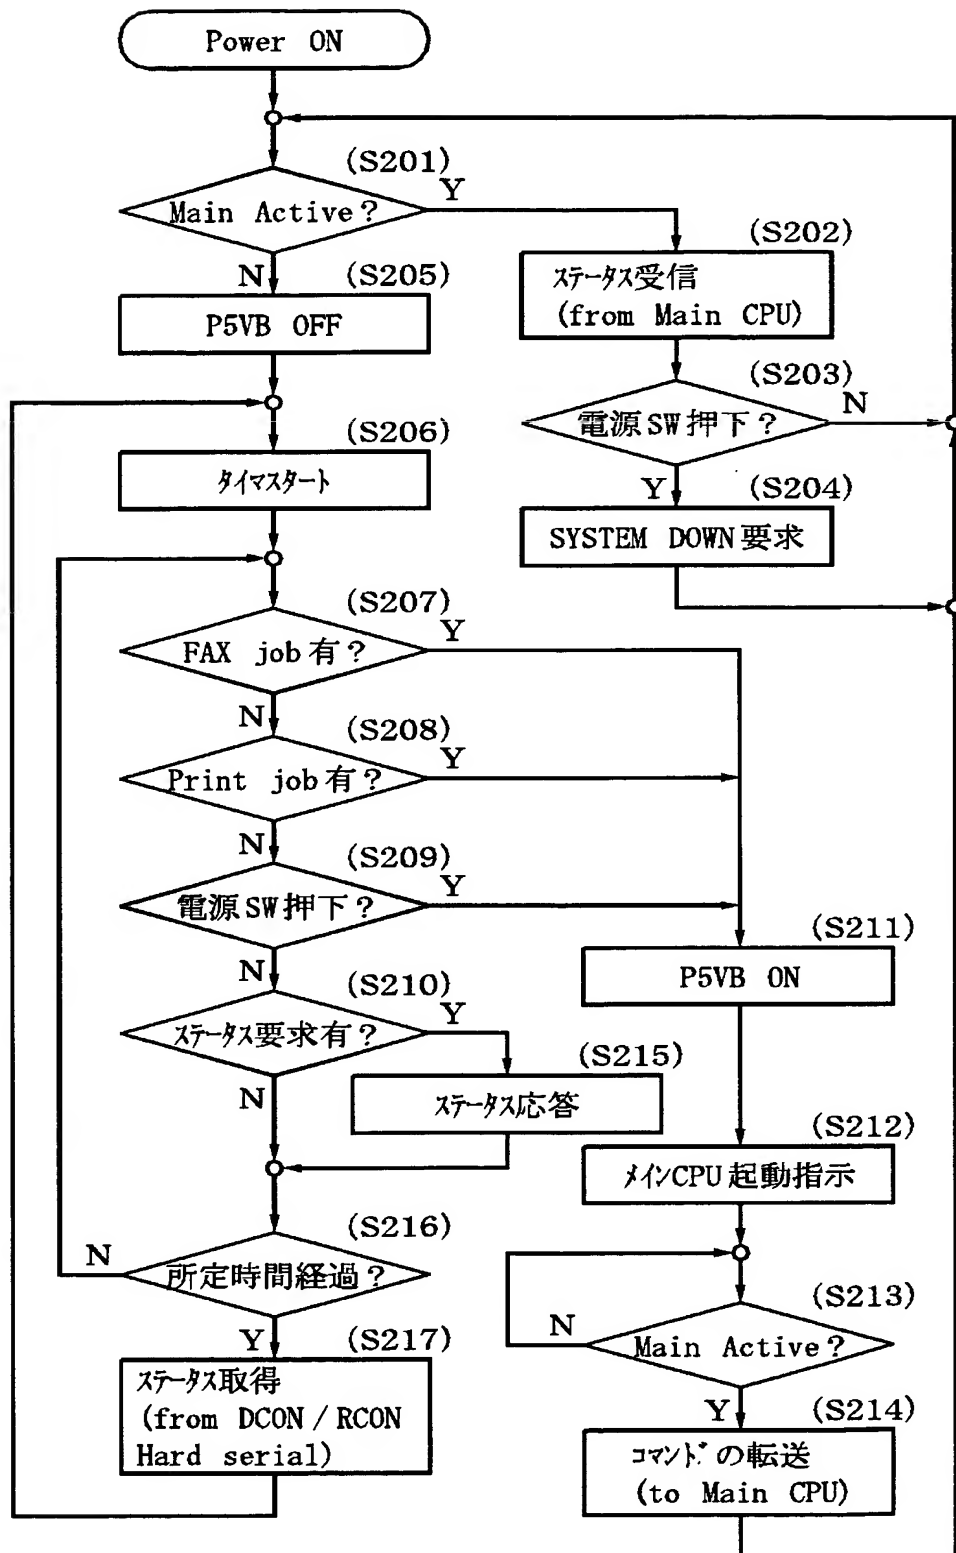 Power ON
(S201)
Main Active?
Y
N
(S202)
ステータス受信
(from Main CPU)
(S205)
P5VB OFF
(S203)
電源SW押下?
N
Y
(S206)
タイマスタート
(S204)
SYSTEM DOWN要求
(S207)
FAX job有?
Y
N
(S208)
Print job有?
Y
N
(S209)
電源SW押下?
Y
N
(S211)
P5VB ON
(S210)
ステータス要求有?
Y
N
(S215)
ステータス応答
(S212)
メインCPU起動指示
(S216)
所定時間経過?
N
Y
(S213)
Main Active?
N
Y
(S217)
ステータス取得
(from DCON/RCON
Hard serial)
(S214)
コマンドの転送
(to Main CPU)